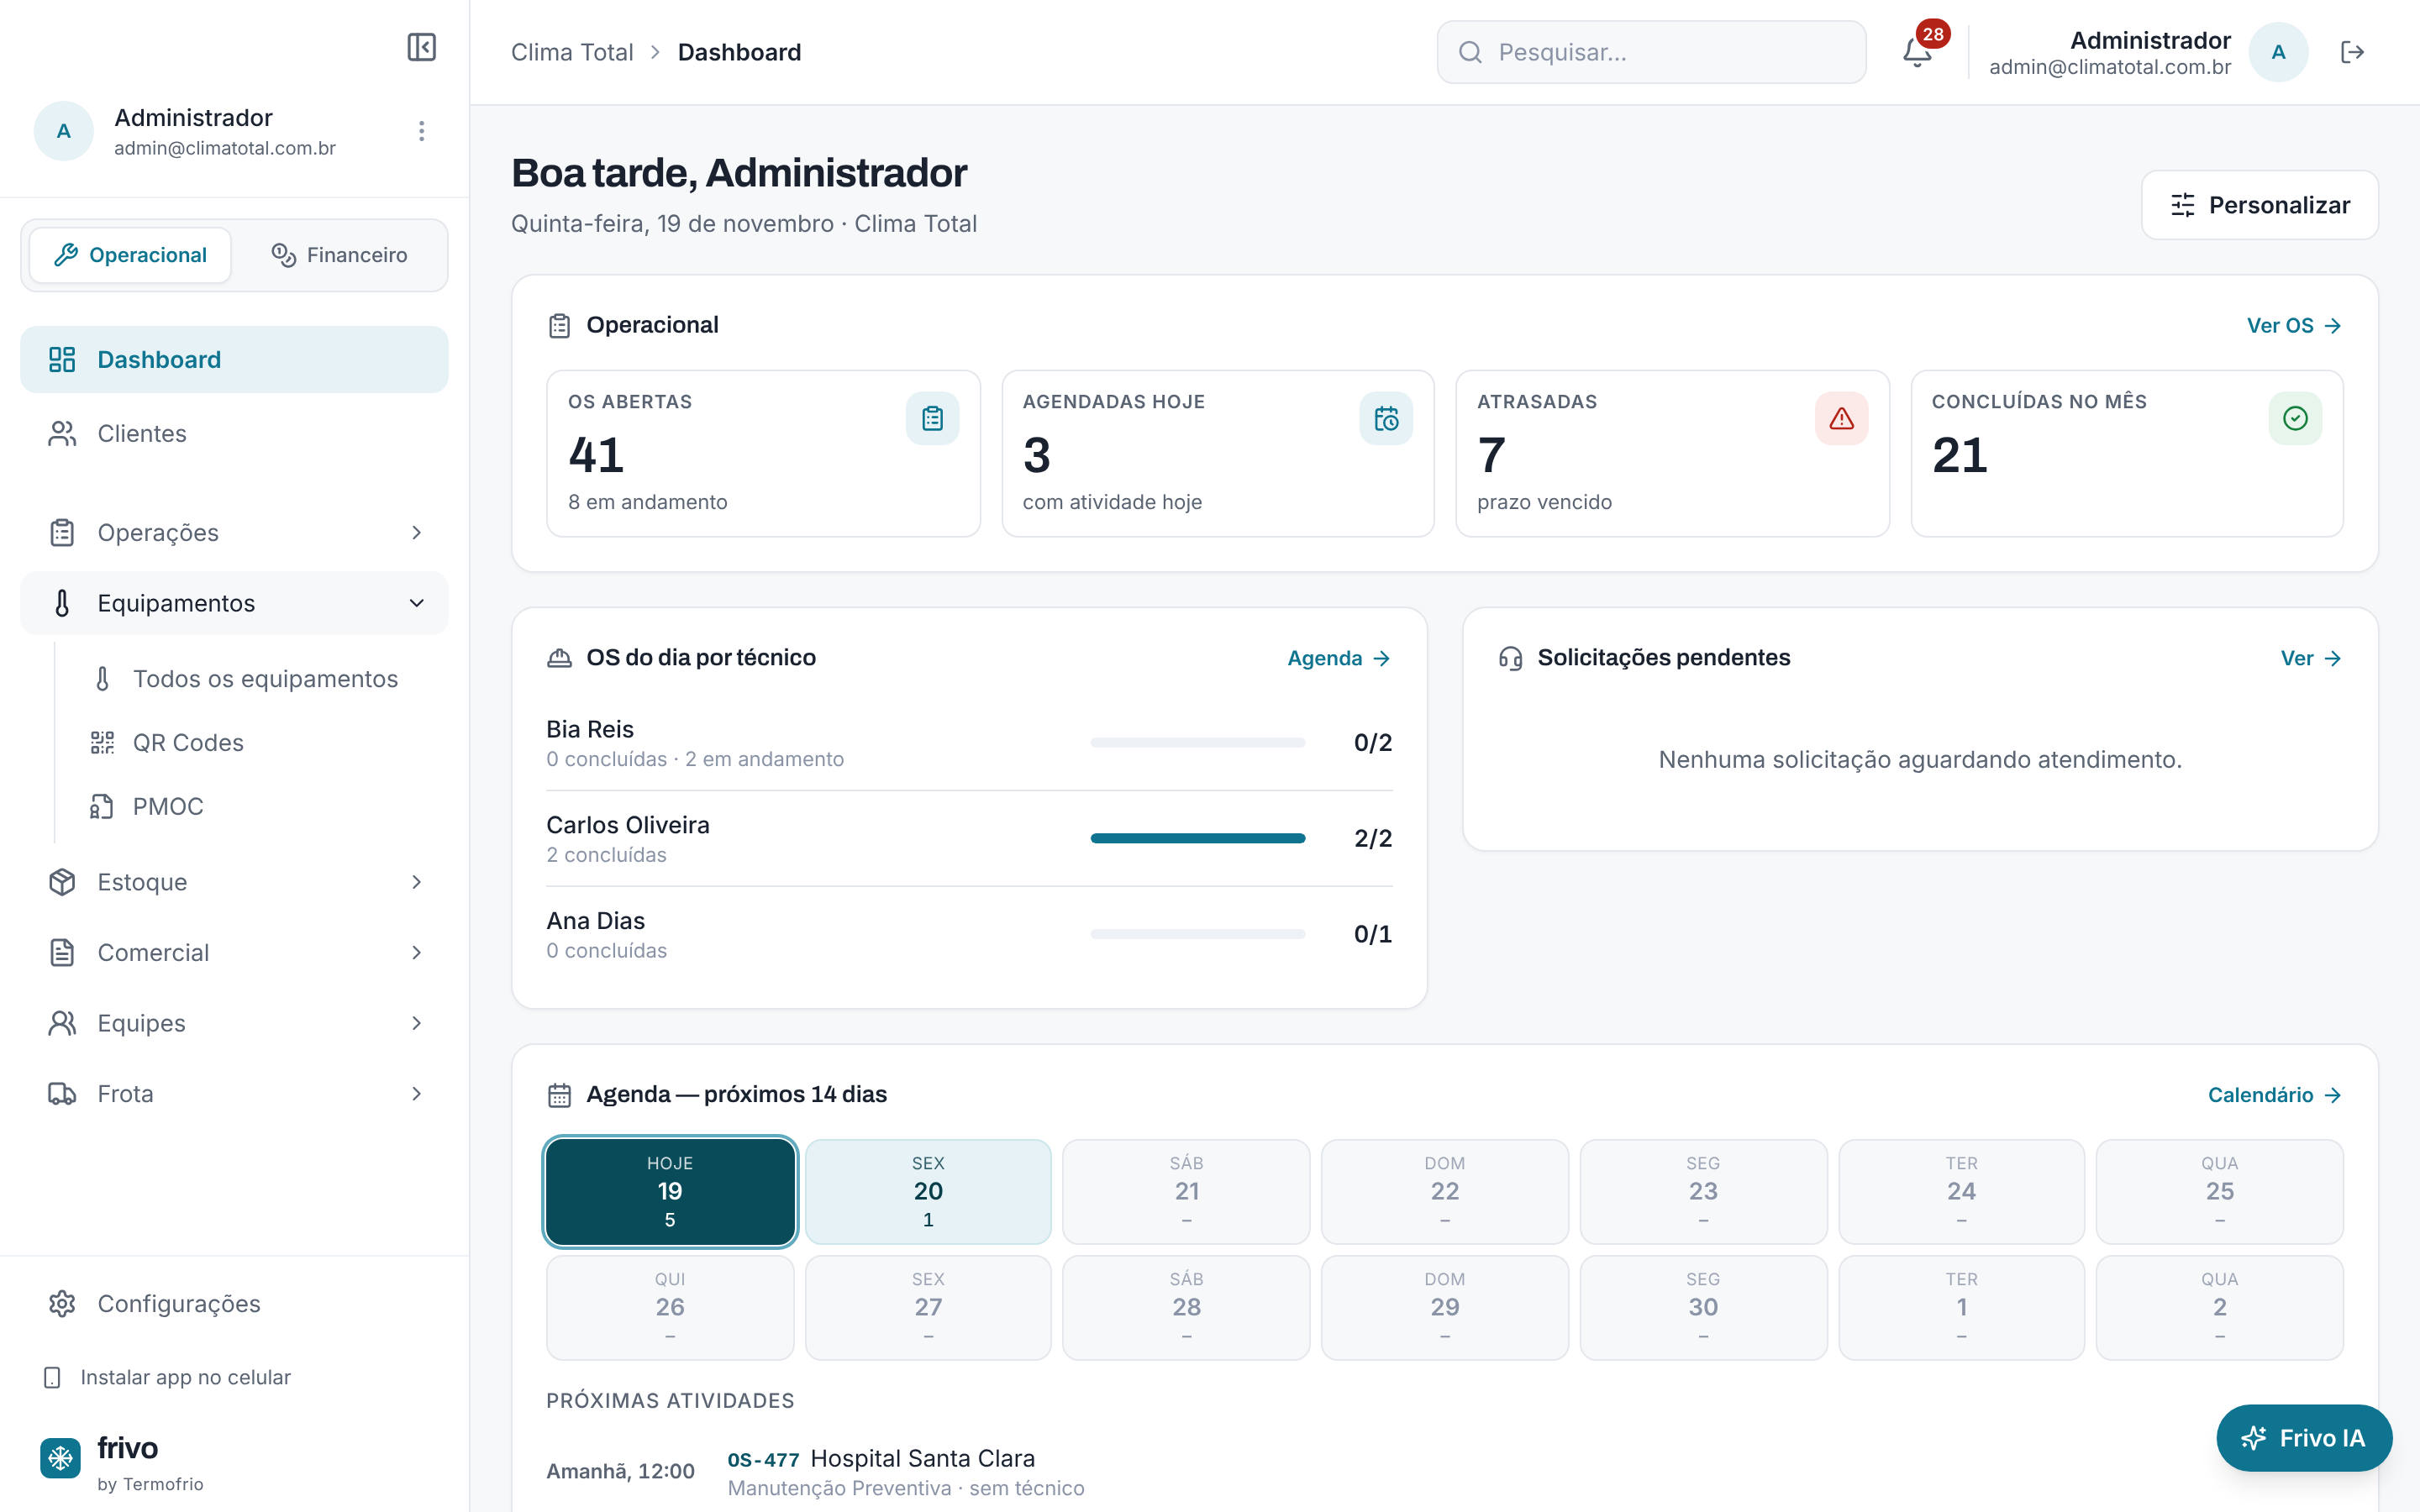 A
Administrador
admin@climatotal.com.br
Operacional
Financeiro
Dashboard
Clientes
Operações
Equipamentos
Todos os equipamentos
QR Codes
PMOC
Estoque
Comercial
Equipes
Frota
Configurações
Instalar app no celular
frivo
by Termofrio
Clima Total > Dashboard
Pesquisar...
28
Administrador
admin@climatotal.com.br
A
Boa tarde, Administrador
Quinta-feira, 19 de novembro · Clima Total
Personalizar
Operacional
Ver OS →
OS ABERTAS
41
8 em andamento
AGENDADAS HOJE
3
com atividade hoje
ATRASADAS
7
prazo vencido
CONCLUÍDAS NO MÊS
21
OS do dia por técnico
Agenda →
Bia Reis
0 concluídas · 2 em andamento
0/2
Carlos Oliveira
2 concluídas
2/2
Ana Dias
0 concluídas
0/1
Solicitações pendentes
Ver →
Nenhuma solicitação aguardando atendimento.
Agenda — próximos 14 dias
Calendário →
HOJE
19
5
SEX
20
1
SÁB
21
–
DOM
22
–
SEG
23
–
TER
24
–
QUA
25
–
QUI
26
–
SEX
27
–
SÁB
28
–
DOM
29
–
SEG
30
–
TER
1
–
QUA
2
–
PRÓXIMAS ATIVIDADES
Amanhã, 12:00
OS-477 Hospital Santa Clara
Manutenção Preventiva · sem técnico
Frivo IA